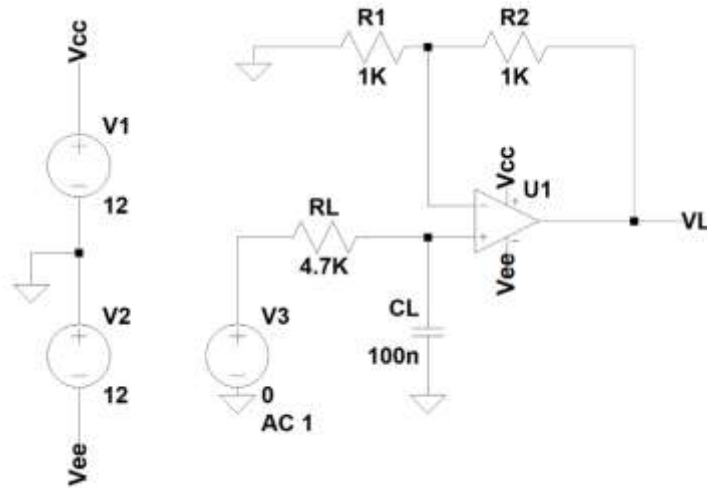 R1
1K
R2
1K
Vcc
V1
12
V2
12
Vee
Vcc
U1
Vee
VL
RL
4.7K
V3
0
AC 1
CL
100n